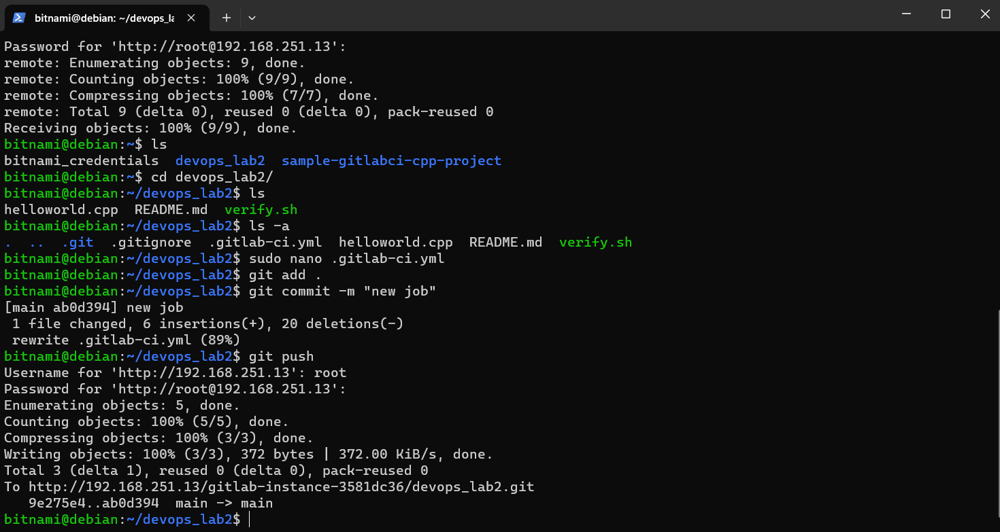 bitnami@debian: ~/devops_la
Password for 'http://root@192.168.251.13':
remote: Enumerating objects: 9, done.
remote: Counting objects: 100% (9/9), done.
remote: Compressing objects: 100% (7/7), done.
remote: Total 9 (delta 0), reused 0 (delta 0), pack-reused 0
Receiving objects: 100% (9/9), done.
bitnami@debian:~$ ls
bitnami_credentials  devops_lab2  sample-gitlabci-cpp-project
bitnami@debian:~$ cd devops_lab2/
bitnami@debian:~/devops_lab2$ ls
helloworld.cpp  README.md  verify.sh
bitnami@debian:~/devops_lab2$ ls -a
.  ..  .git  .gitignore  .gitlab-ci.yml  helloworld.cpp  README.md  verify.sh
bitnami@debian:~/devops_lab2$ sudo nano .gitlab-ci.yml
bitnami@debian:~/devops_lab2$ git add .
bitnami@debian:~/devops_lab2$ git commit -m "new job"
[main ab0d394] new job
 1 file changed, 6 insertions(+), 20 deletions(-)
 rewrite .gitlab-ci.yml (89%)
bitnami@debian:~/devops_lab2$ git push
Username for 'http://192.168.251.13': root
Password for 'http://root@192.168.251.13':
Enumerating objects: 5, done.
Counting objects: 100% (5/5), done.
Compressing objects: 100% (3/3), done.
Writing objects: 100% (3/3), 372 bytes | 372.00 KiB/s, done.
Total 3 (delta 1), reused 0 (delta 0), pack-reused 0
To http://192.168.251.13/gitlab-instance-3581dc36/devops_lab2.git
   9e275e4..ab0d394  main -> main
bitnami@debian:~/devops_lab2$